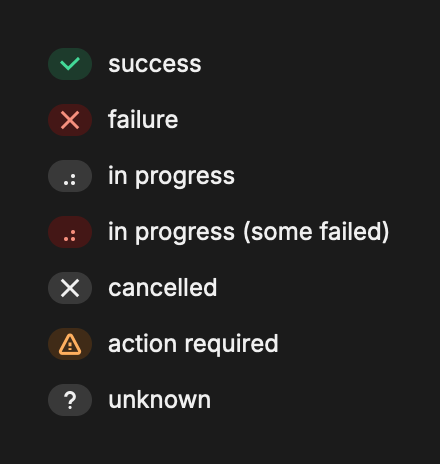 success
failure
in progress
in progress (some failed)
cancelled
action required
? unknown